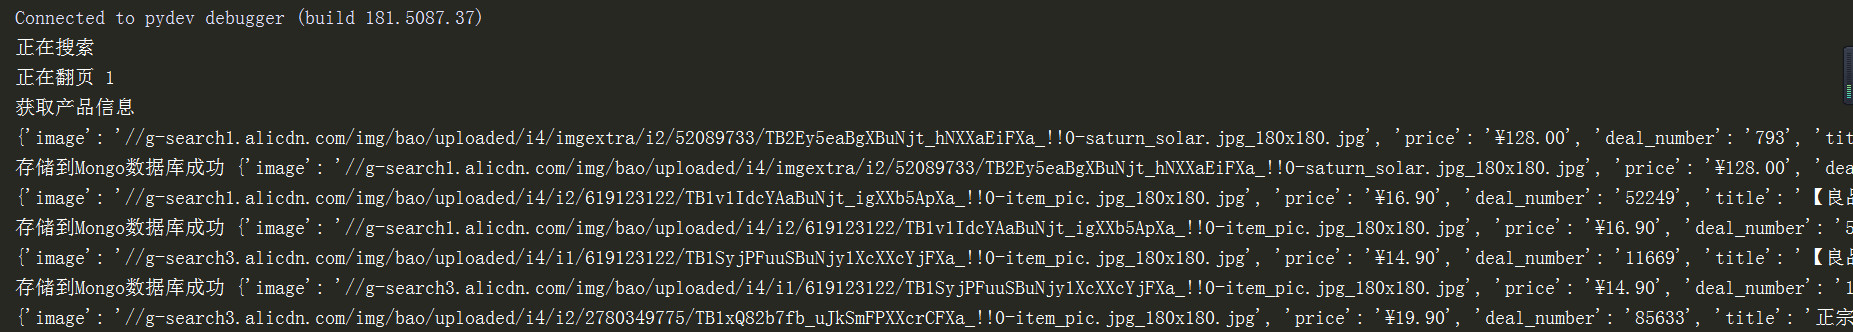 Connected to pydev debugger (build 181.5087.37)
正在搜索
正在翻页 1
获取产品信息
{'image': '//g-search1.alicdn.com/img/bao/uploaded/i4/imgextra/i2/52089733/TB2Ey5eaBgXBuNjt_hNXXaEiFXa_!!0-saturn_solar.jpg_180x180.jpg', 'price': '¥128.00', 'deal_number': '793', 'titl
存储到Mongo数据库成功 {'image': '//g-search1.alicdn.com/img/bao/uploaded/i4/imgextra/i2/52089733/TB2Ey5eaBgXBuNjt_hNXXaEiFXa_!!0-saturn_solar.jpg_180x180.jpg', 'price': '¥128.00', 'dea
{'image': '//g-search1.alicdn.com/img/bao/uploaded/i4/i2/619123122/TB1v1IdcYAaBuNjt_igXXb5ApXa_!!0-item_pic.jpg_180x180.jpg', 'price': '¥16.90', 'deal_number': '52249', 'title': '【良品
存储到Mongo数据库成功 {'image': '//g-search1.alicdn.com/img/bao/uploaded/i4/i2/619123122/TB1v1IdcYAaBuNjt_igXXb5ApXa_!!0-item_pic.jpg_180x180.jpg', 'price': '¥16.90', 'deal_number': '5
{'image': '//g-search3.alicdn.com/img/bao/uploaded/i4/i1/619123122/TB1SyjPFuuSBuNjy1XcXXcYjFXa_!!0-item_pic.jpg_180x180.jpg', 'price': '¥14.90', 'deal_number': '11669', 'title': '【良品
存储到Mongo数据库成功 {'image': '//g-search3.alicdn.com/img/bao/uploaded/i4/i1/619123122/TB1SyjPFuuSBuNjy1XcXXcYjFXa_!!0-item_pic.jpg_180x180.jpg', 'price': '¥14.90', 'deal_number': '1
{'image': '//g-search3.alicdn.com/img/bao/uploaded/i4/i2/2780349775/TB1xQ82b7fb_uJkSmFPXXcrCFXa_!!0-item_pic.jpg_180x180.jpg', 'price': '¥19.90', 'deal_number': '85633', 'title': '正宗